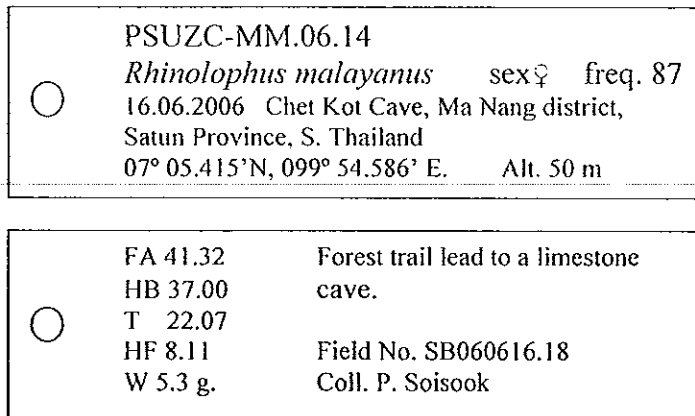 PSUZC-MM.06.14
Rhinolophus malayanus sex♀ freq. 87
16.06.2006 Chet Kot Cave, Ma Nang district,
Satun Province, S. Thailand
07º 05.415’N, 099º 54.586’ E. Alt. 50 m
FA 41.32 Forest trail lead to a limestone
HB 37.00 cave.
T 22.07
HF 8.11 Field No. SB060616.18
W 5.3 g. Coll. P. Soisook